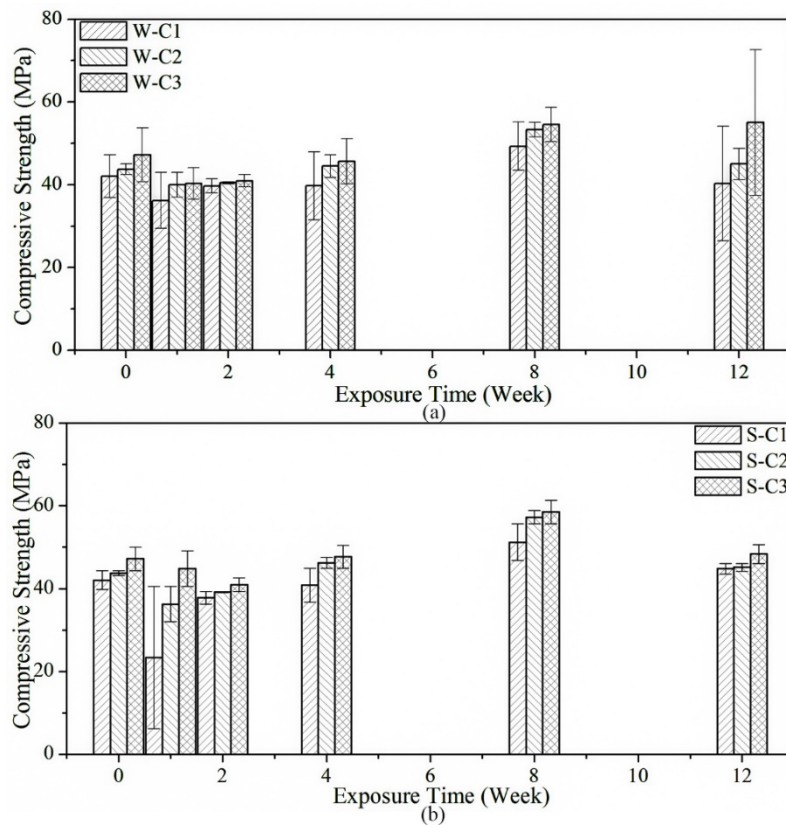 80
W-C1
W-C2
W-C3
60
40
20
0
Compressive Strength (MPa)
0 2 4 6 8 10 12
Exposure Time (Week)
(a)
80
S-C1
S-C2
S-C3
60
40
20
0
Compressive Strength (MPa)
0 2 4 6 8 10 12
Exposure Time (Week)
(b)